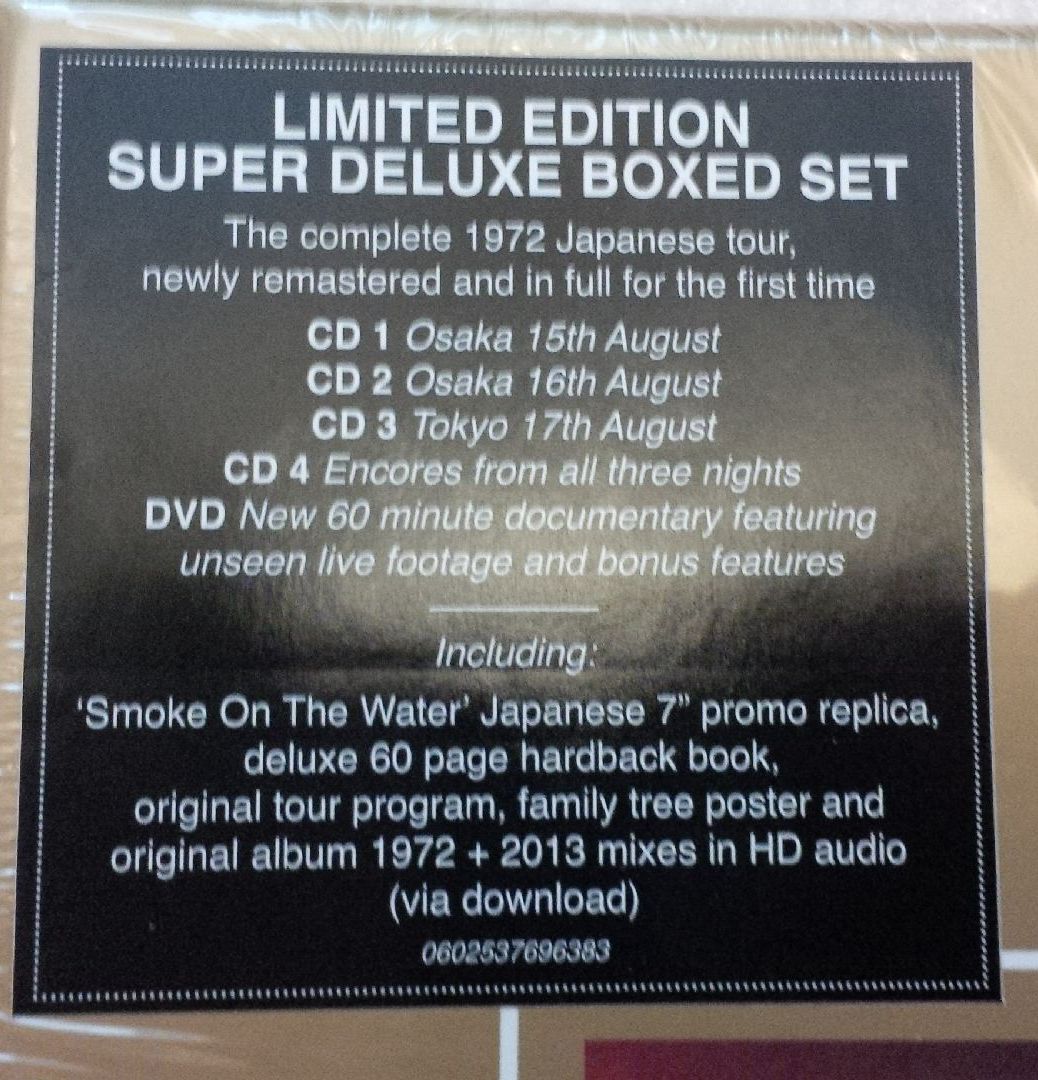 LIMITED EDITION
SUPER DELUXE BOXED SET
The complete 1972 Japanese tour,
newly remastered and in full for the first time
CD 1 Osaka 15th August
CD 2 Osaka 16th August
CD 3 Tokyo 17th August
CD 4 Encores from all three nights
DVD New 60 minute documentary featuring
unseen live footage and bonus features
Including:
‘Smoke On The Water’ Japanese 7” promo replica,
deluxe 60 page hardback book,
original tour program, family tree poster and
original album 1972 + 2013 mixes in HD audio
(via download)
0602537696383